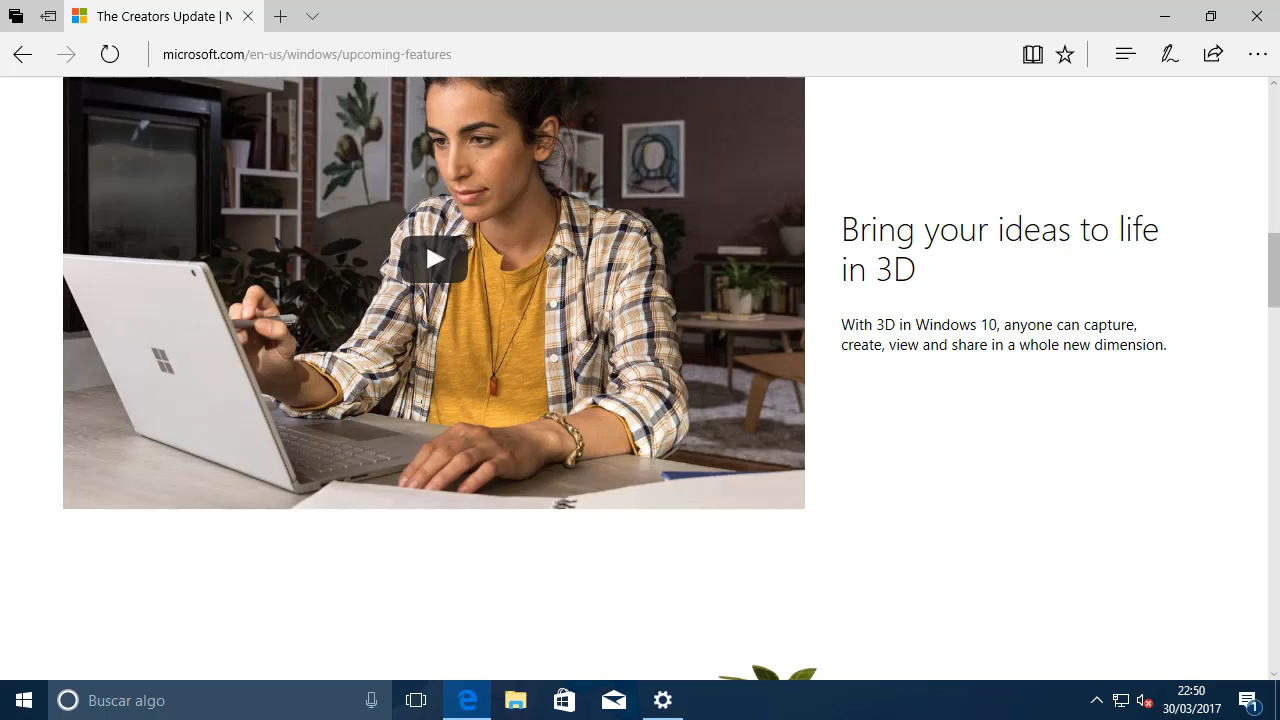 The Creators Update | N
microsoft.com/en-us/windows/upcoming-features
Bring your ideas to life
in 3D
With 3D in Windows 10, anyone can capture,
create, view and share in a whole new dimension.
Buscar algo
22:50
30/03/2017
1